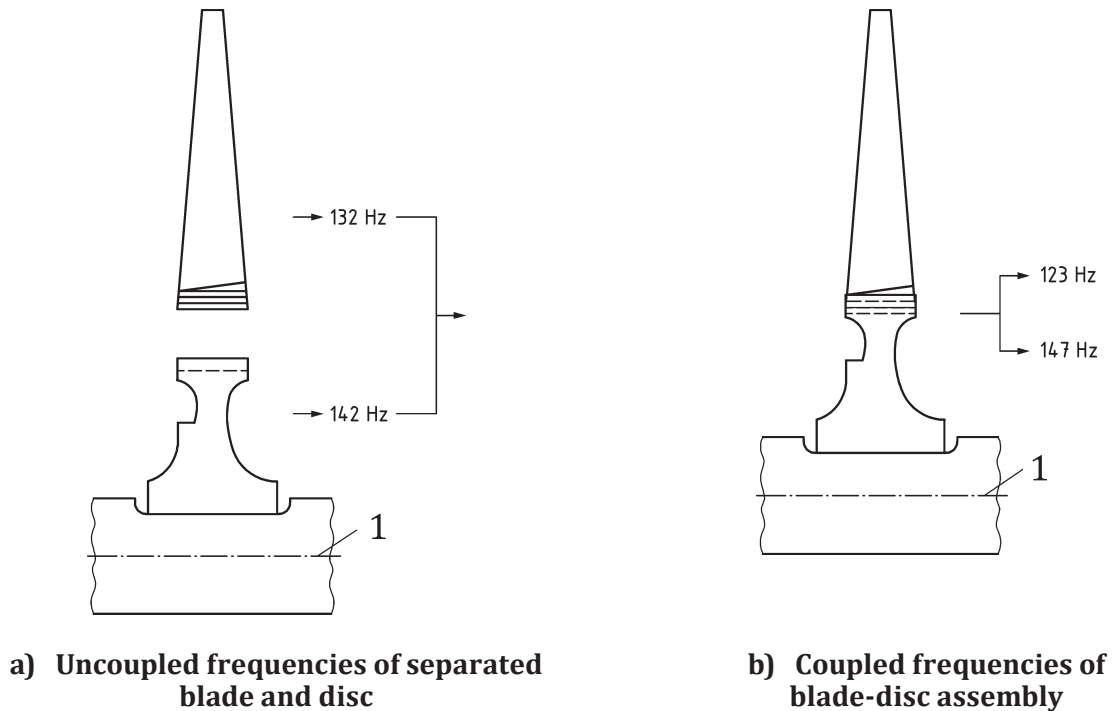 132 Hz
142 Hz
1
a) Uncoupled frequencies of separated
blade and disc
123 Hz
147 Hz
1
b) Coupled frequencies of
blade-disc assembly